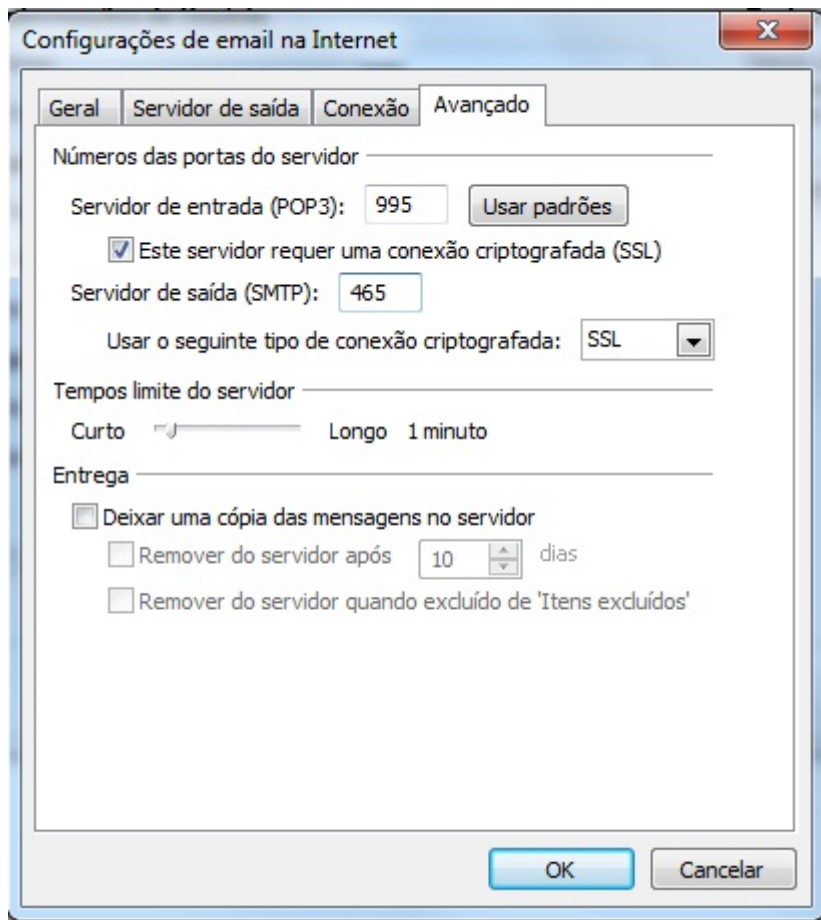 Configurações de email na Internet
Geral Servidor de saída Conexão Avançado
Números das portas do servidor
Servidor de entrada (POP3): 995 Usar padrões
Este servidor requer uma conexão criptografada (SSL)
Servidor de saída (SMTP): 465
Usar o seguinte tipo de conexão criptografada: SSL
Tempos limite do servidor
Curto Longo 1 minuto
Entrega
Deixar uma cópia das mensagens no servidor
Remover do servidor após 10 dias
Remover do servidor quando excluído de 'Itens excluídos'
OK Cancelar